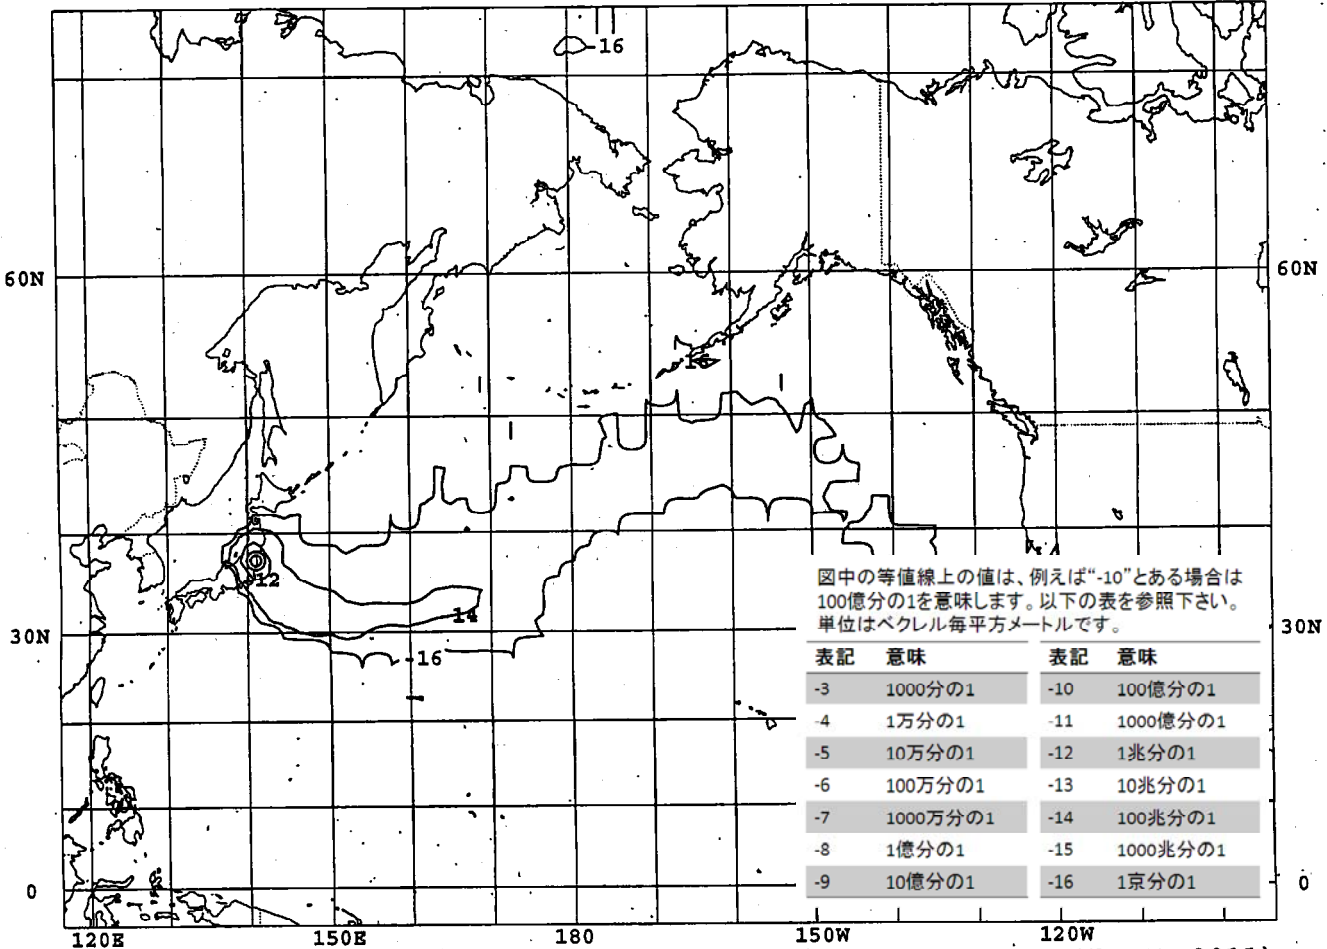 -16
60N
60N
16
12
14
30N
-16
30N
0
0
120E
150E
180
150W
120W
図中の等値線上の値は、例えば“-10”とある場合は
100億分の1を意味します。以下の表を参照下さい。
単位はベクレル毎平方メートルです。
表記 意味 表記 意味
-3 1000分の1 -10 100億分の1
-4 1万分の1 -11 1000億分の1
-5 10万分の1 -12 1兆分の1
-6 100万分の1 -13 10兆分の1
-7 1000万分の1 -14 100兆分の1
-8 1億分の1 -15 1000兆分の1
-9 10億分の1 -16 1京分の1